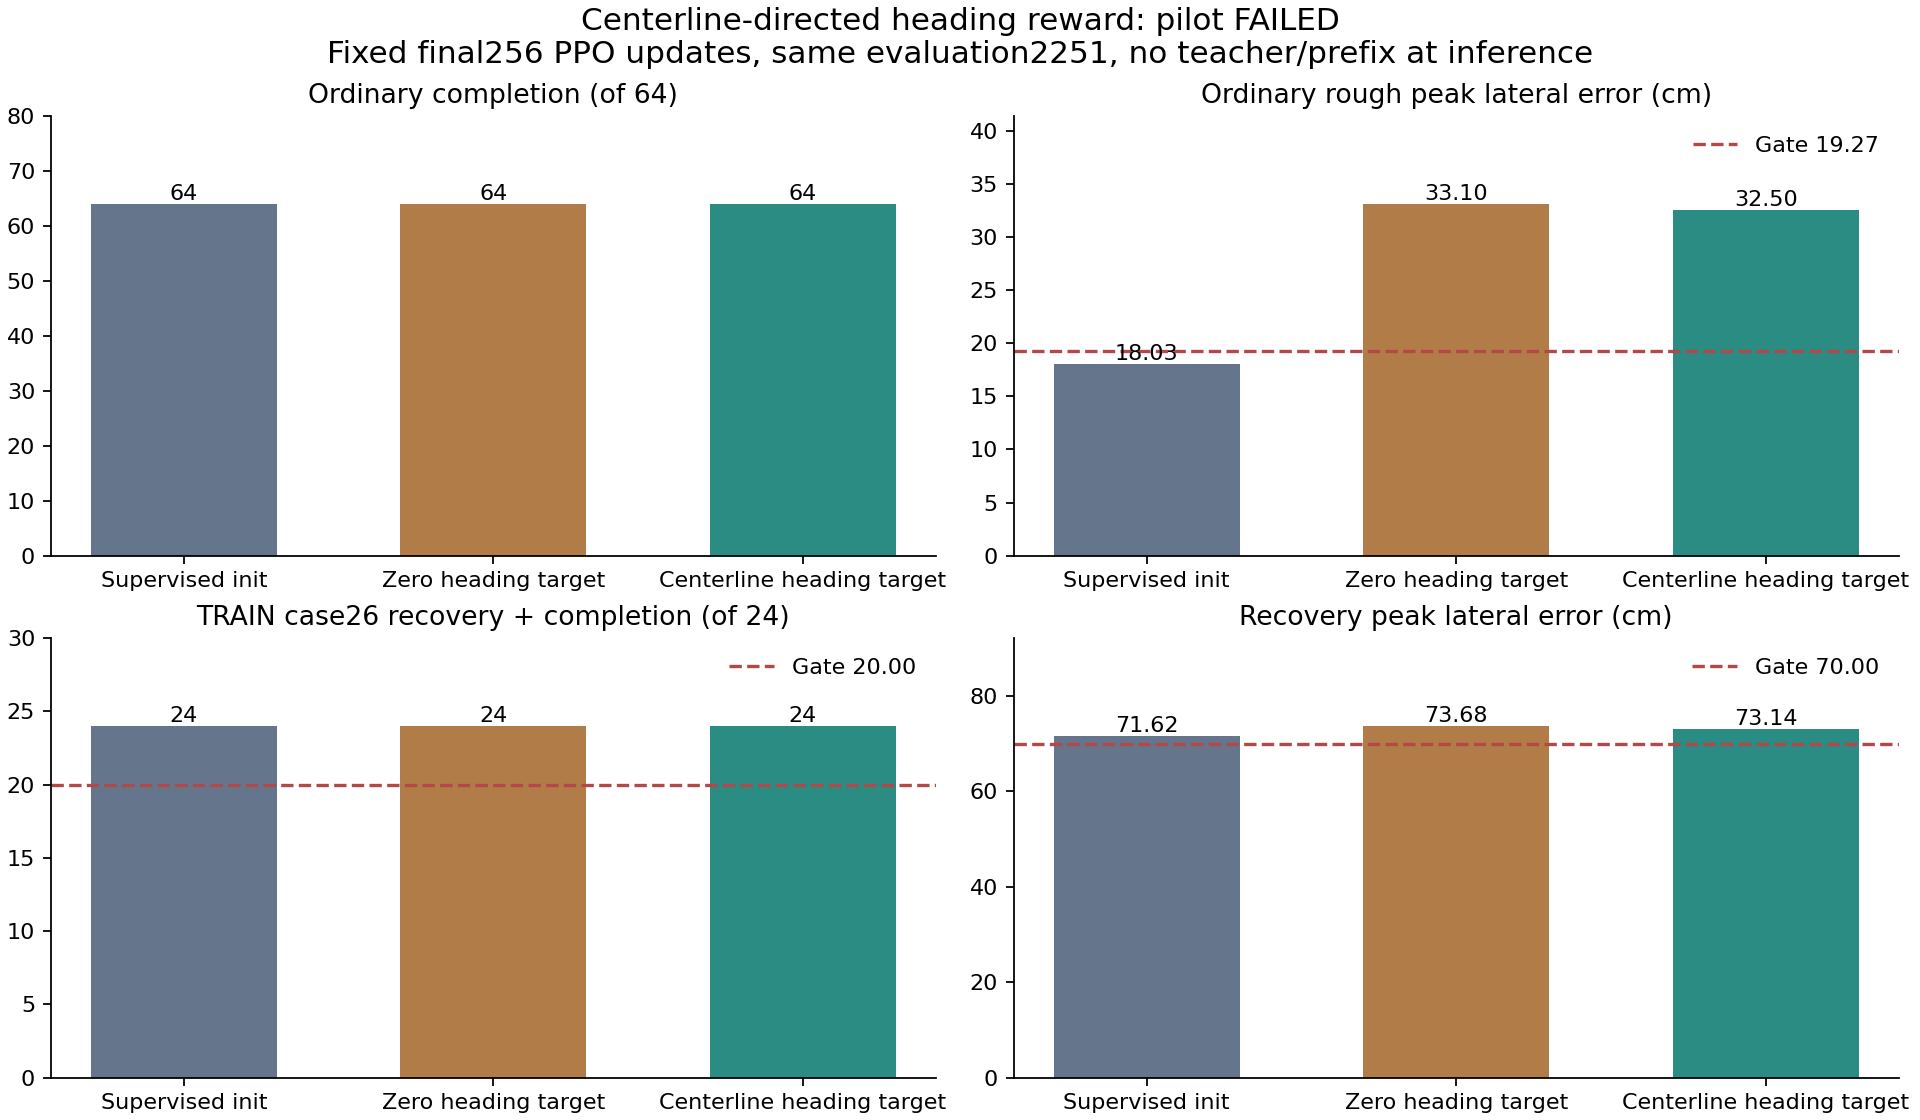 Centerline-directed heading reward: pilot FAILED
Fixed final256 PPO updates, same evaluation2251, no teacher/prefix at inference
Ordinary completion (of 64)
80
70
60
50
40
30
20
10
0
64
64
64
Supervised init
Zero heading target
Centerline heading target
Ordinary rough peak lateral error (cm)
40
35
30
25
20
15
10
5
0
Gate 19.27
18.03
33.10
32.50
Supervised init
Zero heading target
Centerline heading target
TRAIN case26 recovery + completion (of 24)
30
25
20
15
10
5
0
Gate 20.00
24
24
24
Supervised init
Zero heading target
Centerline heading target
Recovery peak lateral error (cm)
80
60
40
20
0
Gate 70.00
71.62
73.68
73.14
Supervised init
Zero heading target
Centerline heading target